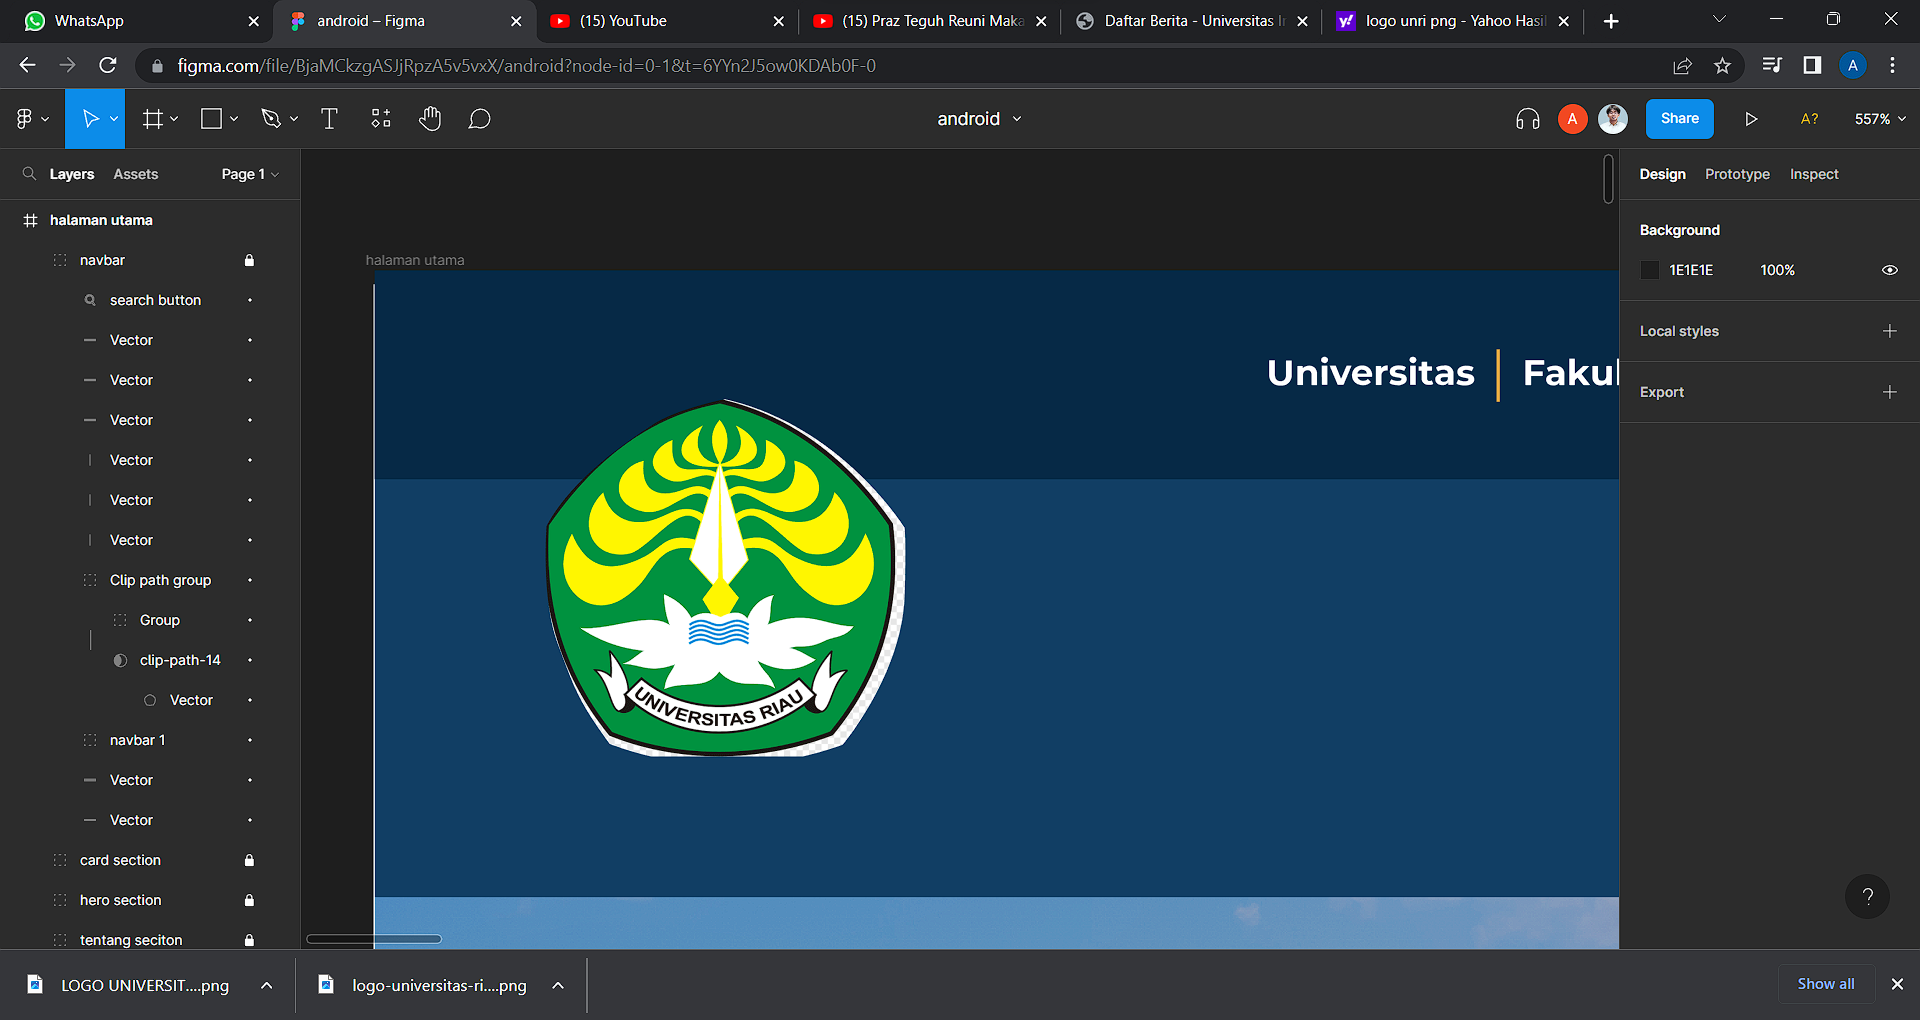 WhatsApp
android – Figma
(15) YouTube
(15) Praz Teguh Reuni Maka
Daftar Berita - Universitas I
logo unri png - Yahoo Hasil
figma.com/file/BjaMCkzgASJjRpzA5v5vxX/android?node-id=0-1&t=6YYn2J5ow0KDAb0F-0
A
android
A
Share
A?
557%
Layers
Assets
Page 1
Design
Prototype
Inspect
halaman utama
navbar
search button
Vector
Vector
Vector
Vector
Vector
Vector
Clip path group
Group
clip-path-14
Vector
navbar 1
Vector
Vector
card section
hero section
tentang seciton
halaman utama
Universitas
Fakul
UNIVERSITAS RIAU
Background
1E1E1E
100%
Local styles
Export
?
LOGO UNIVERSIT....png
logo-universitas-ri....png
Show all